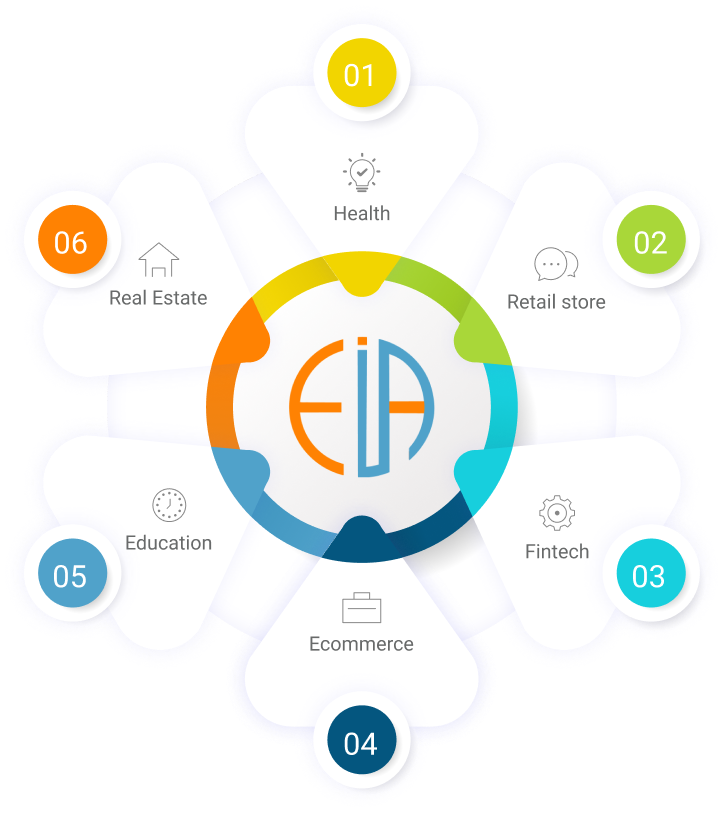 01
Health
02
Retail store
03
Fintech
04
Ecommerce
05
Education
06
Real Estate
EiA